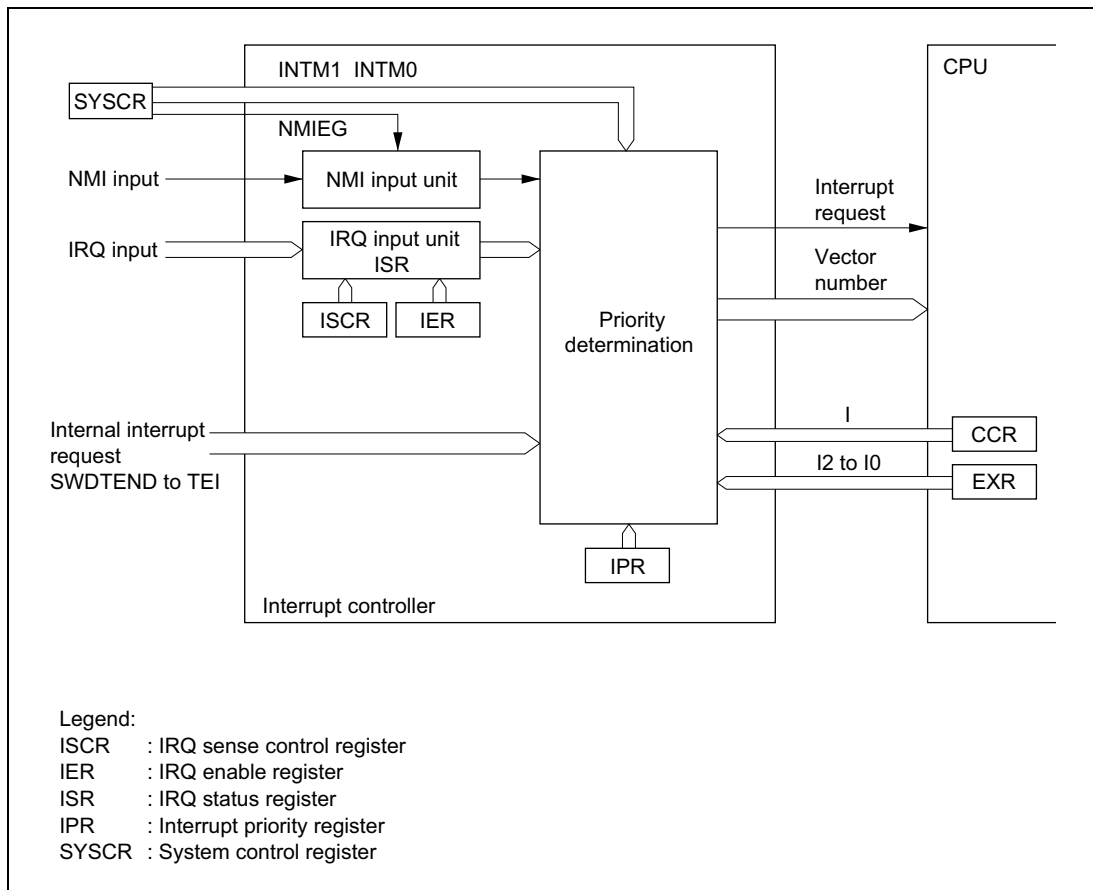 INTM1 INTM0
CPU
SYSCR
NMIEG
NMI input
NMI input unit
Interrupt
request
IRQ input
IRQ input unit
ISR
Vector
number
ISCR
IER
Priority
determination
I
CCR
Internal interrupt
request
SWDTEND to TEI
I2 to I0
EXR
IPR
Interrupt controller
Legend:
ISCR : IRQ sense control register
IER : IRQ enable register
ISR : IRQ status register
IPR : Interrupt priority register
SYSCR : System control register